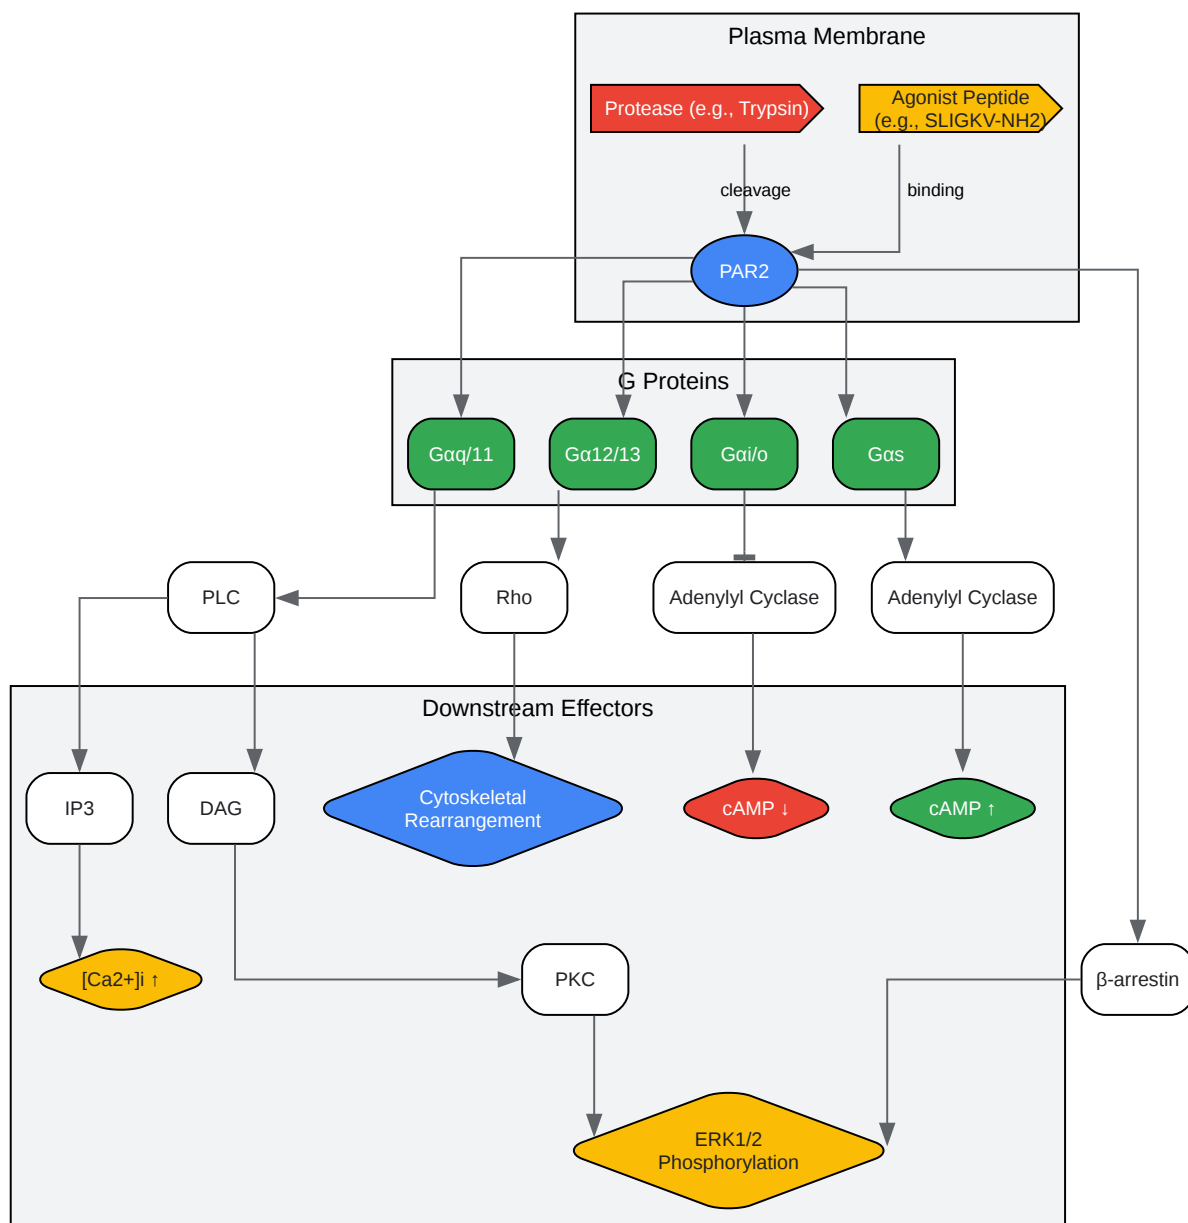 Plasma Membrane
Protease (e.g., Trypsin)
Agonist Peptide
(e.g., SLIGKV-NH2)
cleavage
binding
PAR2
G Proteins
Gαq/11
Gα12/13
Gαi/o
Gαs
PLC
Rho
Adenylyl Cyclase
Adenylyl Cyclase
Downstream Effectors
IP3
DAG
Cytoskeletal
Rearrangement
cAMP ↓
cAMP ↑
[Ca2+]i ↑
PKC
β-arrestin
ERK1/2
Phosphorylation